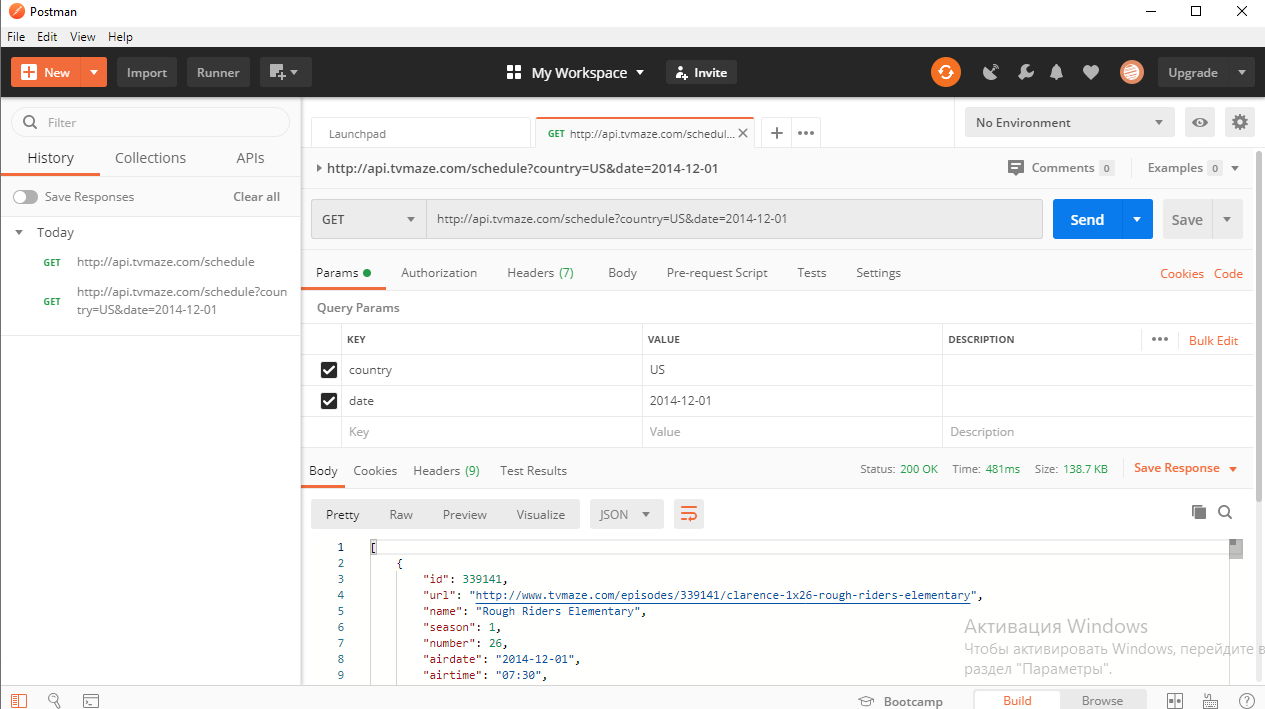 Postman
File Edit View Help
New Import Runner My Workspace Invite Upgrade
Filter
History Collections APIs
Save Responses Clear all
Today
GET http://api.tvmaze.com/schedule
GET http://api.tvmaze.com/schedule?coun
try=US&date=2014-12-01
Launchpad GET http://api.tvmaze.com/schedul... No Environment
http://api.tvmaze.com/schedule?country=US&date=2014-12-01 Comments 0 Examples 0
GET http://api.tvmaze.com/schedule?country=US&date=2014-12-01 Send Save
Params Authorization Headers (7) Body Pre-request Script Tests Settings Cookies Code
Query Params
KEY VALUE DESCRIPTION Bulk Edit
country US
date 2014-12-01
Key Value Description
Body Cookies Headers (9) Test Results Status: 200 OK Time: 481ms Size: 138.7 KB Save Response
Pretty Raw Preview Visualize JSON
1 [
2 {
3 "id": 339141,
4 "url": "http://www.tvmaze.com/episodes/339141/clarence-1x26-rough-riders-elementary",
5 "name": "Rough Riders Elementary",
6 "season": 1,
7 "number": 26,
8 "airdate": "2014-12-01",
9 "airtime": "07:30",
Активация Windows
Чтобы активировать Windows, перейдите в
раздел "Параметры".
Bootcamp Build Browse